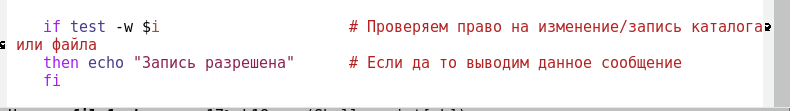 if test -w $i # Проверяем право на изменение/запись каталога
или файла
then echo "Запись разрешена" # Если да то выводим данное сообщение
fi